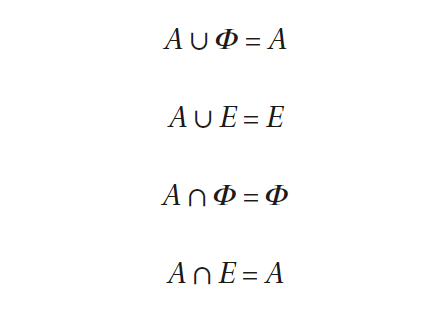 A ∪ Φ = A
A ∪ E = E
A ∩ Φ = Φ
A ∩ E = A